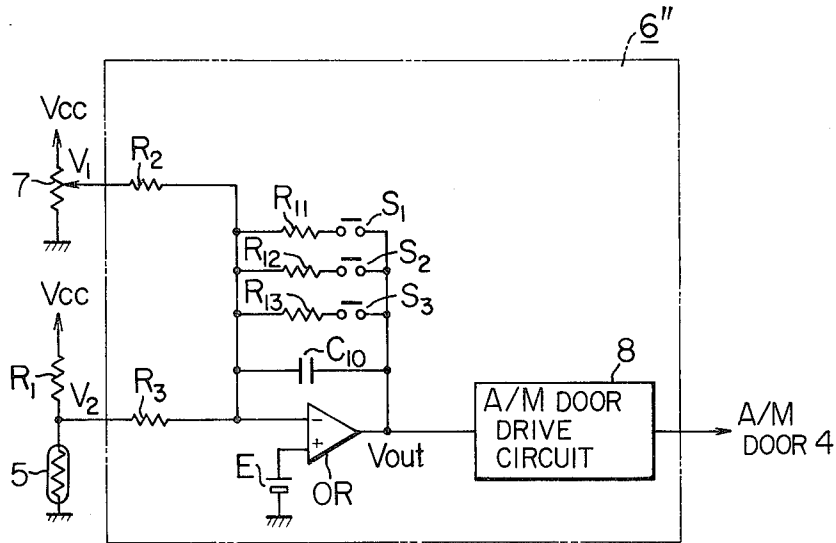 6"
Vcc
7
V1
R2
R11
S1
R12
S2
R13
S3
Vcc
R1
V2
R3
C10
8
5
−
+
E
OR
Vout
A/M DOOR
DRIVE
CIRCUIT
A/M
DOOR 4